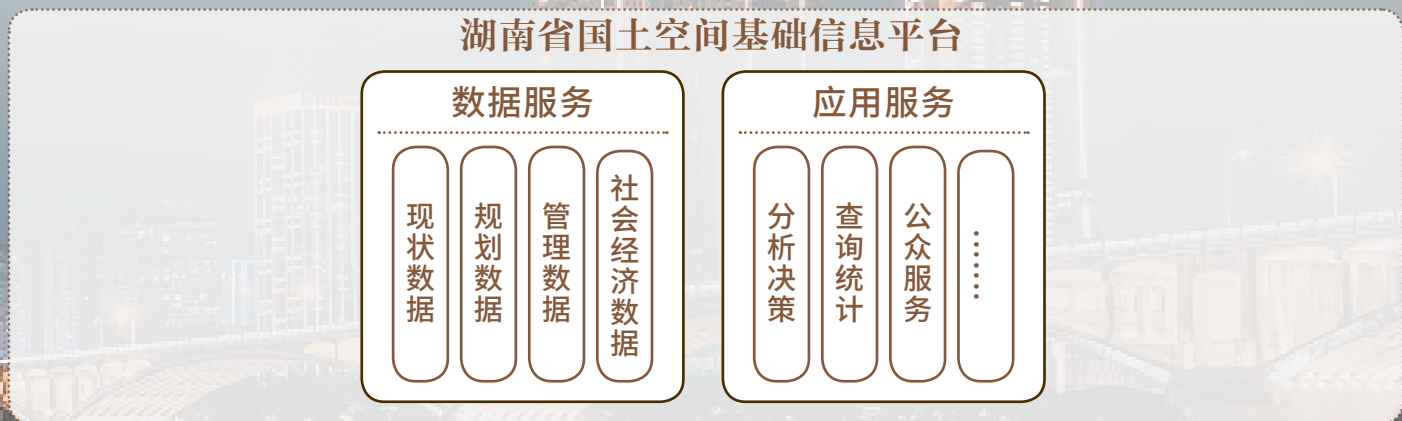 湖南省国土空间基础信息平台
数据服务
现状数据
规划数据
管理数据
社会经济数据
应用服务
分析决策
查询统计
公众服务
……